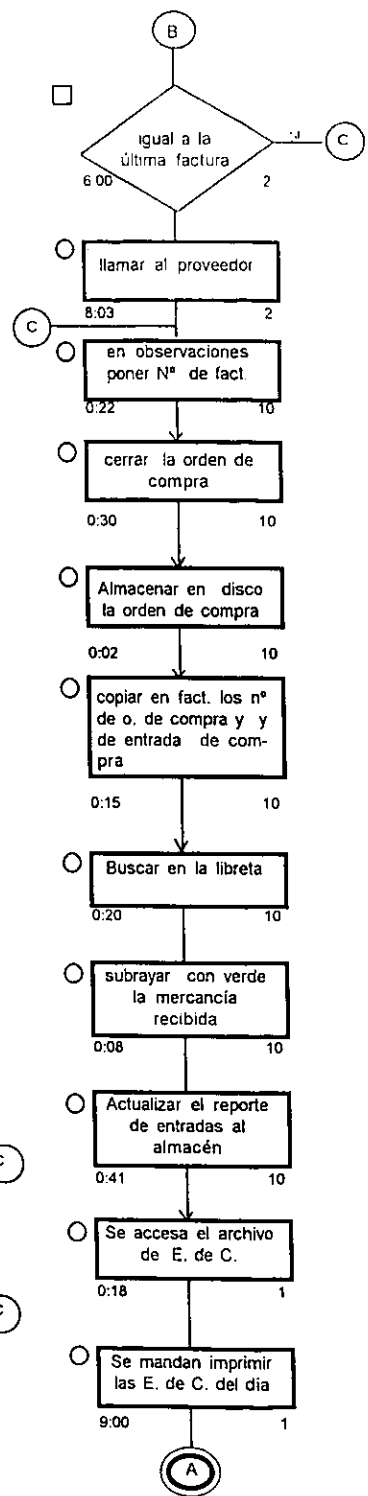 B
igual a la
última factura
C
6 00
2
llamar al proveedor
8:03
2
C
en observaciones
poner Nº de fact.
0:22
10
cerrar la orden de
compra
0:30
10
Almacenar en disco
la orden de compra
0:02
10
copiar en fact. los nº
de o. de compra y y
de entrada de com-
pra
0:15
10
Buscar en la libreta
0:20
10
subrayar con verde
la mercancía
recibida
0:08
10
Actualizar el reporte
de entradas al
almacén
0:41
10
C
Se accesa el archivo
de E. de C.
0:18
1
C
Se mandan imprimir
las E. de C. del día
9:00
1
A